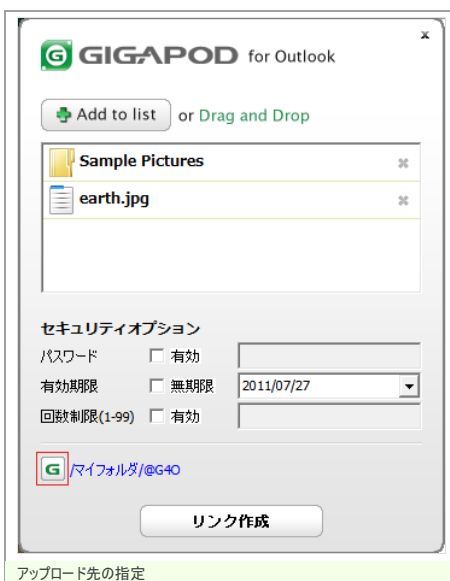 x
G GIGAPOD for Outlook
Add to list or Drag and Drop
Sample Pictures
earth.jpg
セキュリティオプション
パスワード 有効
有効期限 無期限 2011/07/27
回数制限(1-99) 有効
G /マイフォルダ/@G4O
リンク作成
アップロード先の指定